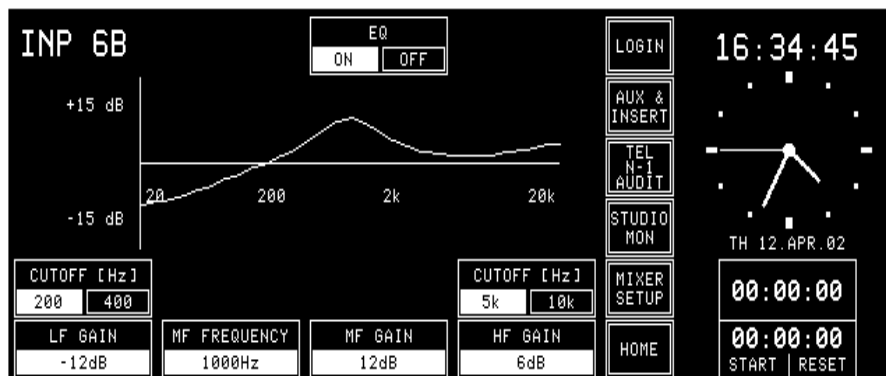 INP 6B
EQ
ON OFF
+15 dB
-15 dB
20 200 2k 20k
CUTOFF [Hz]
200 400
CUTOFF [Hz]
5k 10k
LF GAIN
-12dB
MF FREQUENCY
1000Hz
MF GAIN
12dB
HF GAIN
6dB
LOGIN
AUX &
INSERT
TEL
N-1
AUDIT
STUDIO
MON
MIXER
SETUP
HOME
16:34:45
TH 12.APR.02
00:00:00
00:00:00
START | RESET